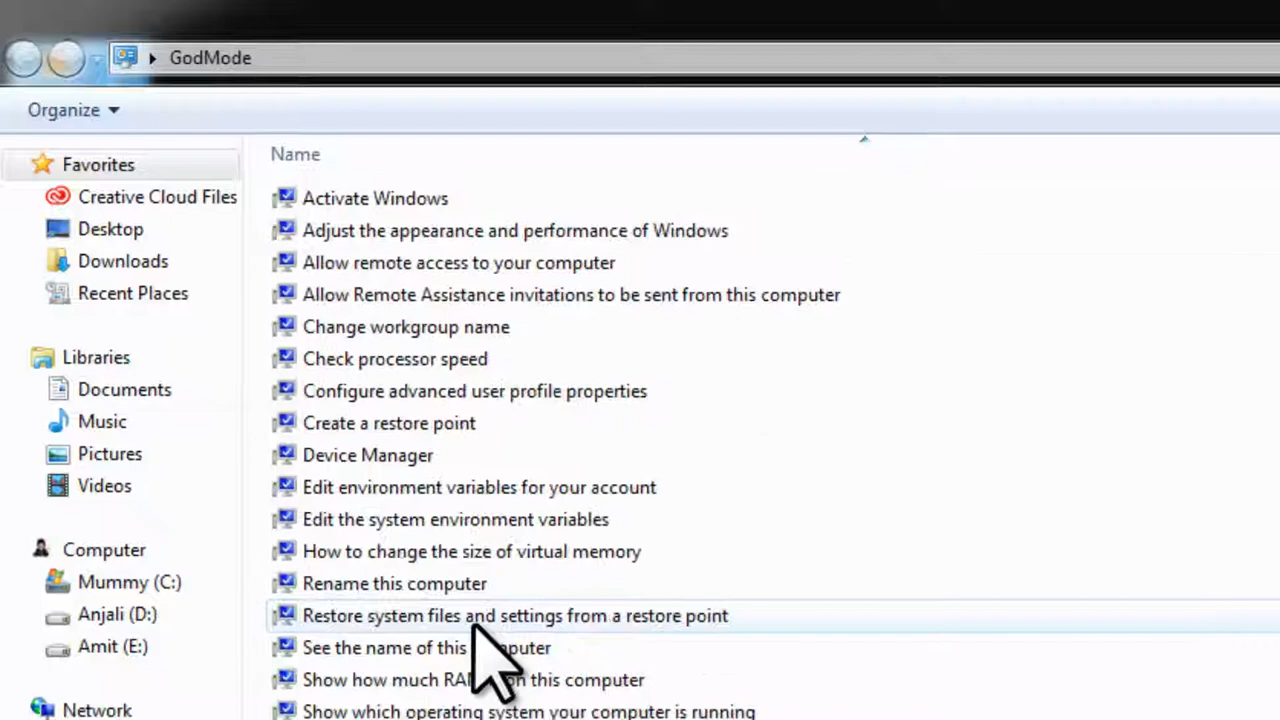 GodMode
Organize
Favorites
Creative Cloud Files
Desktop
Downloads
Recent Places
Libraries
Documents
Music
Pictures
Videos
Computer
Mummy (C:)
Anjali (D:)
Amit (E:)
Network
Name
Activate Windows
Adjust the appearance and performance of Windows
Allow remote access to your computer
Allow Remote Assistance invitations to be sent from this computer
Change workgroup name
Check processor speed
Configure advanced user profile properties
Create a restore point
Device Manager
Edit environment variables for your account
Edit the system environment variables
How to change the size of virtual memory
Rename this computer
Restore system files and settings from a restore point
See the name of this computer
Show how much RAM on this computer
Show which operating system your computer is running